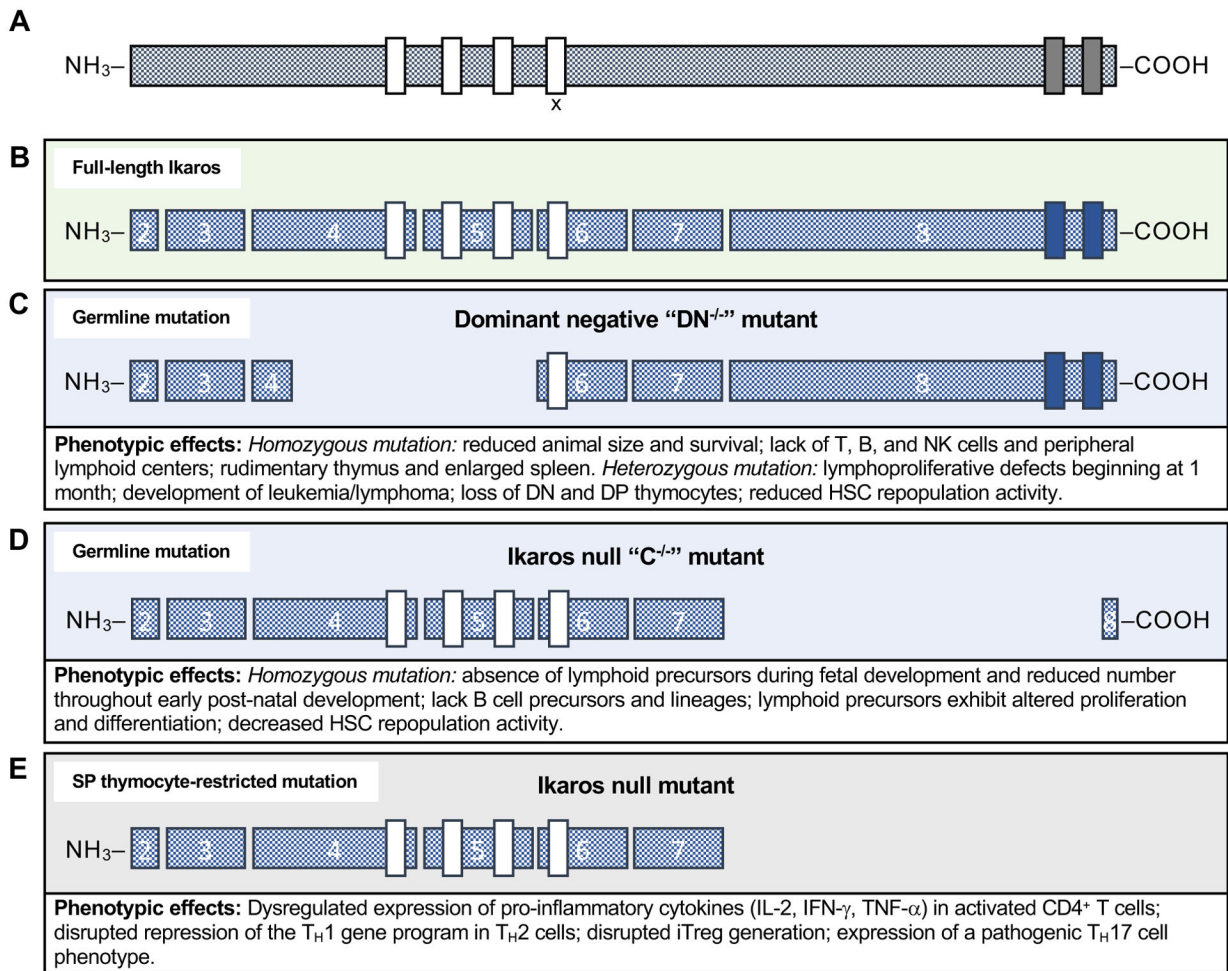 A
NH₃– –COOH
x
B
Full-length Ikaros
NH₃– 2 3 4 5 6 7 8 –COOH
C
Germline mutation
Dominant negative “DN⁻/⁻” mutant
NH₃– 2 3 4 6 7 8 –COOH
Phenotypic effects: Homozygous mutation: reduced animal size and survival; lack of T, B, and NK cells and peripheral
lymphoid centers; rudimentary thymus and enlarged spleen. Heterozygous mutation: lymphoproliferative defects beginning at 1
month; development of leukemia/lymphoma; loss of DN and DP thymocytes; reduced HSC repopulation activity.
D
Germline mutation
Ikaros null “C⁻/⁻” mutant
NH₃– 2 3 4 5 6 7 8 –COOH
Phenotypic effects: Homozygous mutation: absence of lymphoid precursors during fetal development and reduced number
throughout early post-natal development; lack B cell precursors and lineages; lymphoid precursors exhibit altered proliferation
and differentiation; decreased HSC repopulation activity.
E
SP thymocyte-restricted mutation
Ikaros null mutant
NH₃– 2 3 4 5 6 7
Phenotypic effects: Dysregulated expression of pro-inflammatory cytokines (IL-2, IFN-γ, TNF-α) in activated CD4⁺ T cells;
disrupted repression of the T_H1 gene program in T_H2 cells; disrupted iTreg generation; expression of a pathogenic T_H17 cell
phenotype.